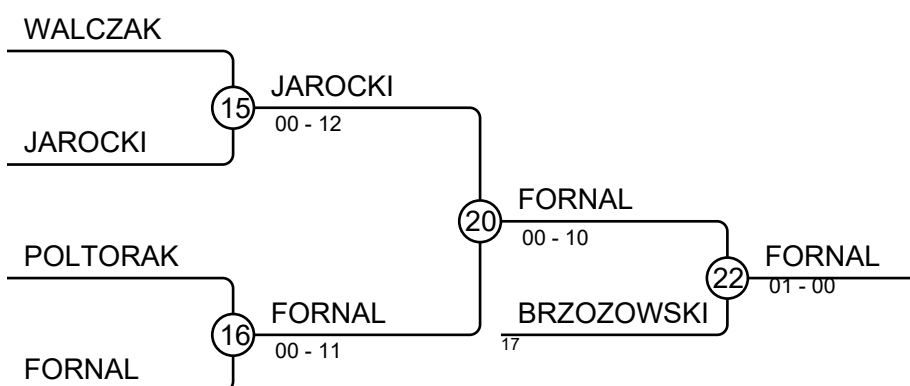 WALCZAK
15
JAROCKI
00 - 12
JAROCKI
20
FORNAL
00 - 10
POLTORAK
22
FORNAL
01 - 00
16
FORNAL
00 - 11
BRZOZOWSKI
17
FORNAL